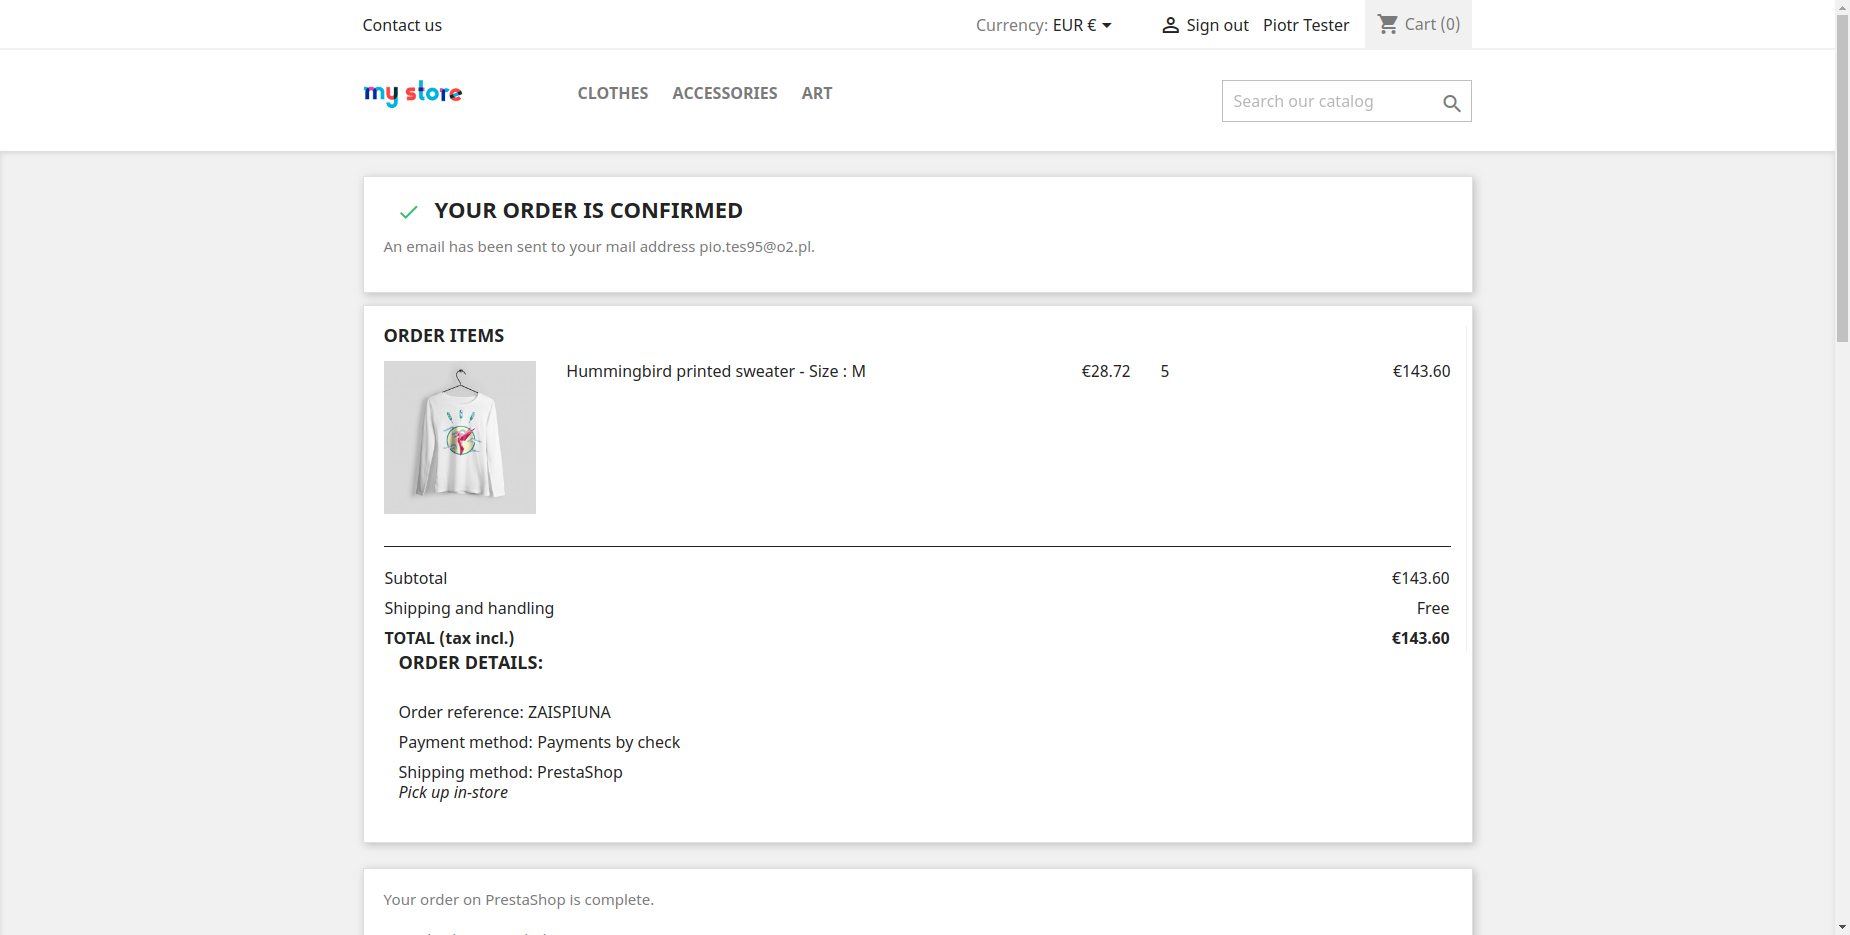 Contact us
Currency: EUR €
Sign out
Piotr Tester
Cart (0)
my store
CLOTHES
ACCESSORIES
ART
Search our catalog
YOUR ORDER IS CONFIRMED
An email has been sent to your mail address pio.tes95@o2.pl.
ORDER ITEMS
Hummingbird printed sweater - Size : M
€28.72
5
€143.60
Subtotal
€143.60
Shipping and handling
Free
TOTAL (tax incl.)
€143.60
ORDER DETAILS:
Order reference: ZAISPIUNA
Payment method: Payments by check
Shipping method: PrestaShop
Pick up in-store
Your order on PrestaShop is complete.